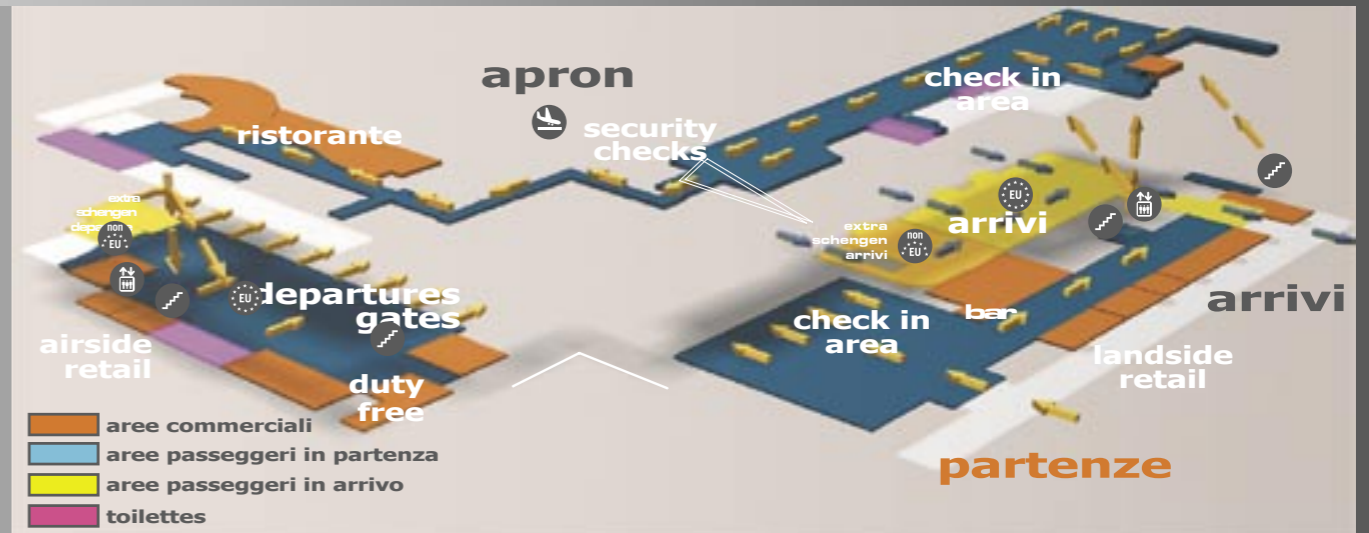 apron
check in
area
ristorante
security
checks
extra
schengen
non
EU
EU
arrivi
extra
schengen
arrivi
non
EU
EU
departures
gates
check in
area
bar
arrivi
airside
retail
landside
retail
duty
free
aree commerciali
aree passeggeri in partenza
aree passeggeri in arrivo
toilettes
partenze